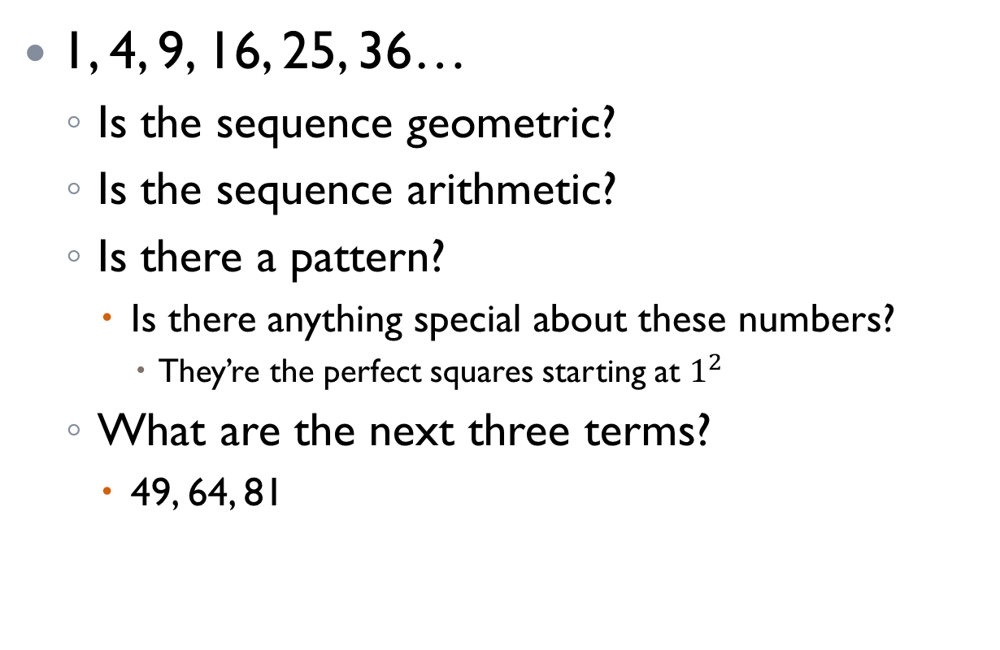 • 1, 4, 9, 16, 25, 36…
◦ Is the sequence geometric?
◦ Is the sequence arithmetic?
◦ Is there a pattern?
• Is there anything special about these numbers?
• They’re the perfect squares starting at 1²
◦ What are the next three terms?
• 49, 64, 81